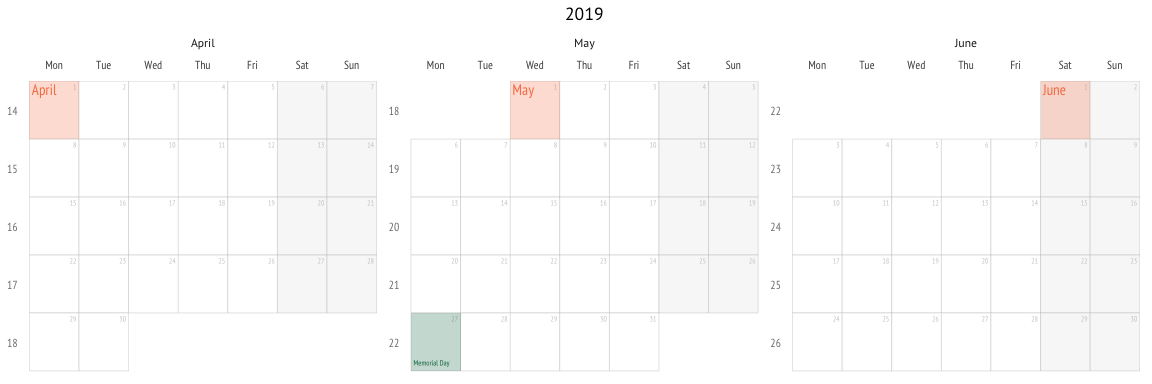 2019
April May June
Mon Tue Wed Thu Fri Sat Sun Mon Tue Wed Thu Fri Sat Sun Mon Tue Wed Thu Fri Sat Sun
14 April 1 2 3 4 5 6 7 18 May 1 2 3 4 5 22 June 1 2
15 8 9 10 11 12 13 14 19 6 7 8 9 10 11 12 23 3 4 5 6 7 8 9
16 15 16 17 18 19 20 21 20 13 14 15 16 17 18 19 24 10 11 12 13 14 15 16
17 22 23 24 25 26 27 28 21 20 21 22 23 24 25 26 25 17 18 19 20 21 22 23
18 29 30 22 27 28 29 30 31 26 24 25 26 27 28 29 30
Memorial Day